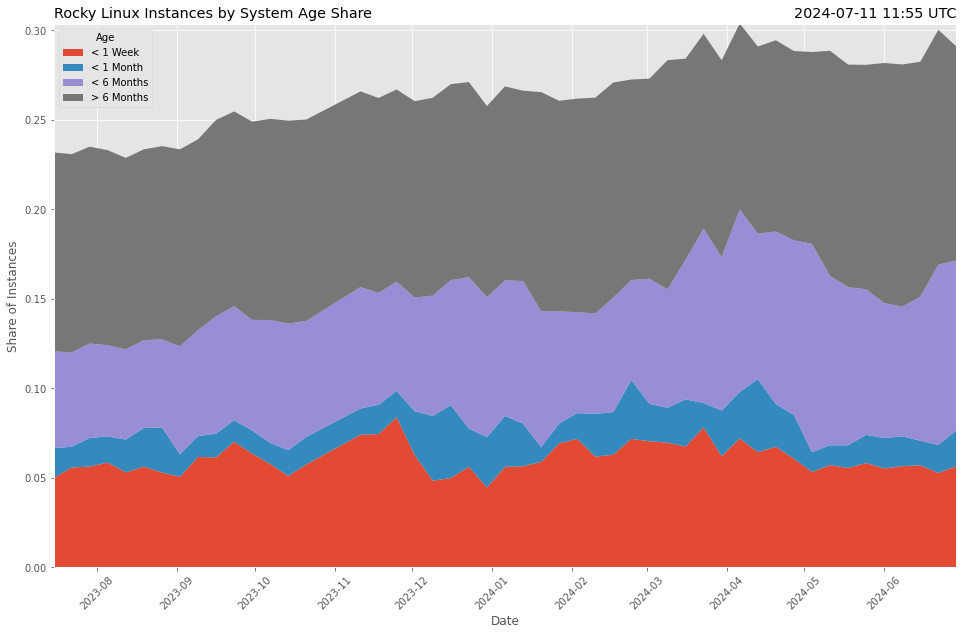 Rocky Linux Instances by System Age Share
2024-07-11 11:55 UTC
Age
< 1 Week
< 1 Month
< 6 Months
> 6 Months
0.30
0.25
0.20
0.15
0.10
0.05
0.00
Share of Instances
2023-08
2023-09
2023-10
2023-11
2023-12
2024-01
2024-02
2024-03
2024-04
2024-05
2024-06
Date